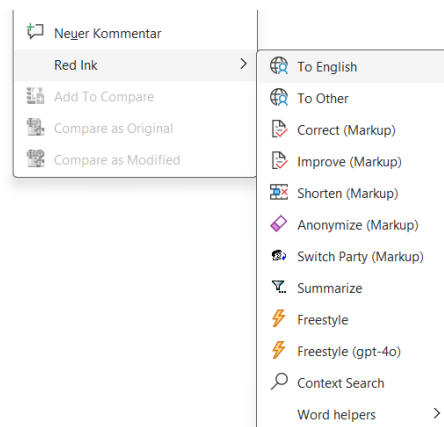 Neuer Kommentar
Red Ink
Add To Compare
Compare as Original
Compare as Modified
To English
To Other
Correct (Markup)
Improve (Markup)
Shorten (Markup)
Anonymize (Markup)
Switch Party (Markup)
Summarize
Freestyle
Freestyle (gpt-4o)
Context Search
Word helpers